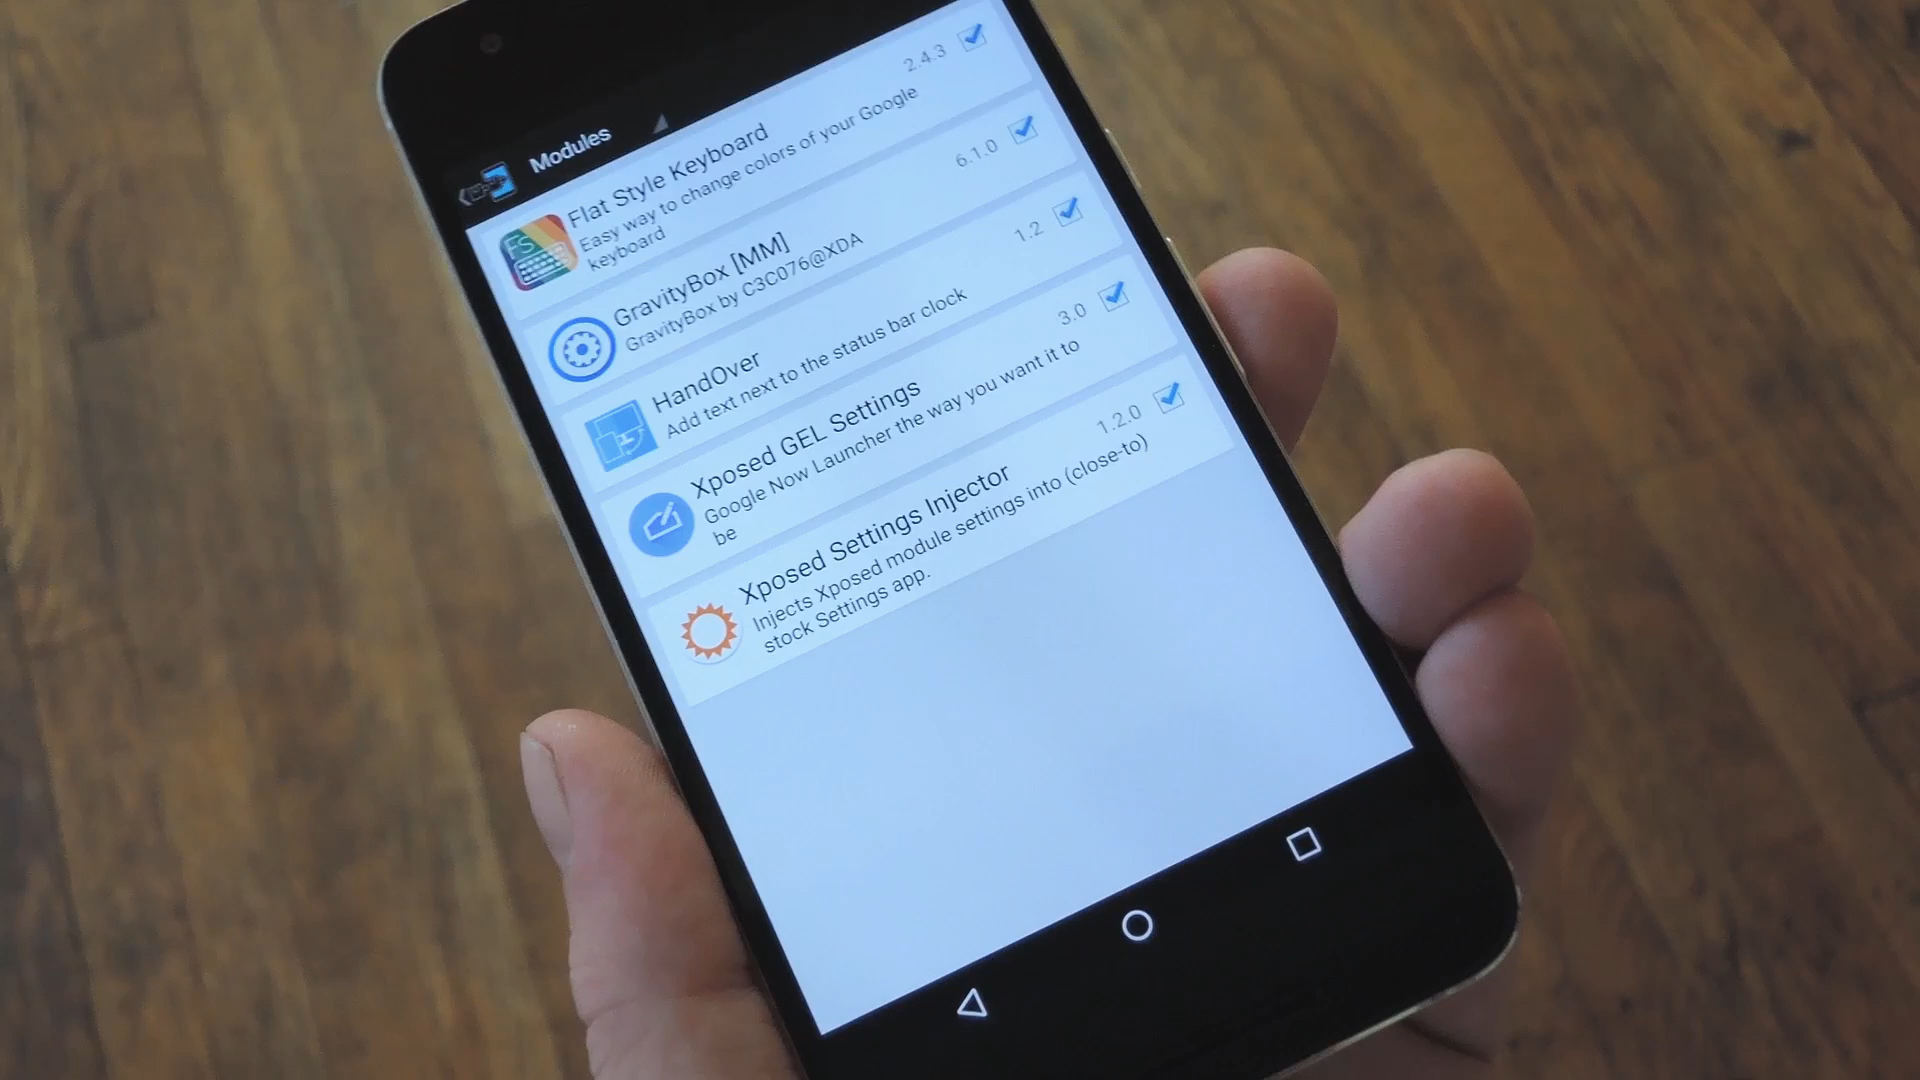 Modules
Flat Style Keyboard
2.4.3
Easy way to change colors of your Google
keyboard
FS
GravityBox [MM]
6.1.0
GravityBox by C3C076@XDA
HandOver
1.2
Add text next to the status bar clock
Xposed GEL Settings
3.0
Google Now Launcher the way you want it to
be
Xposed Settings Injector
1.2.0
Injects Xposed module settings into (close-to)
stock Settings app.